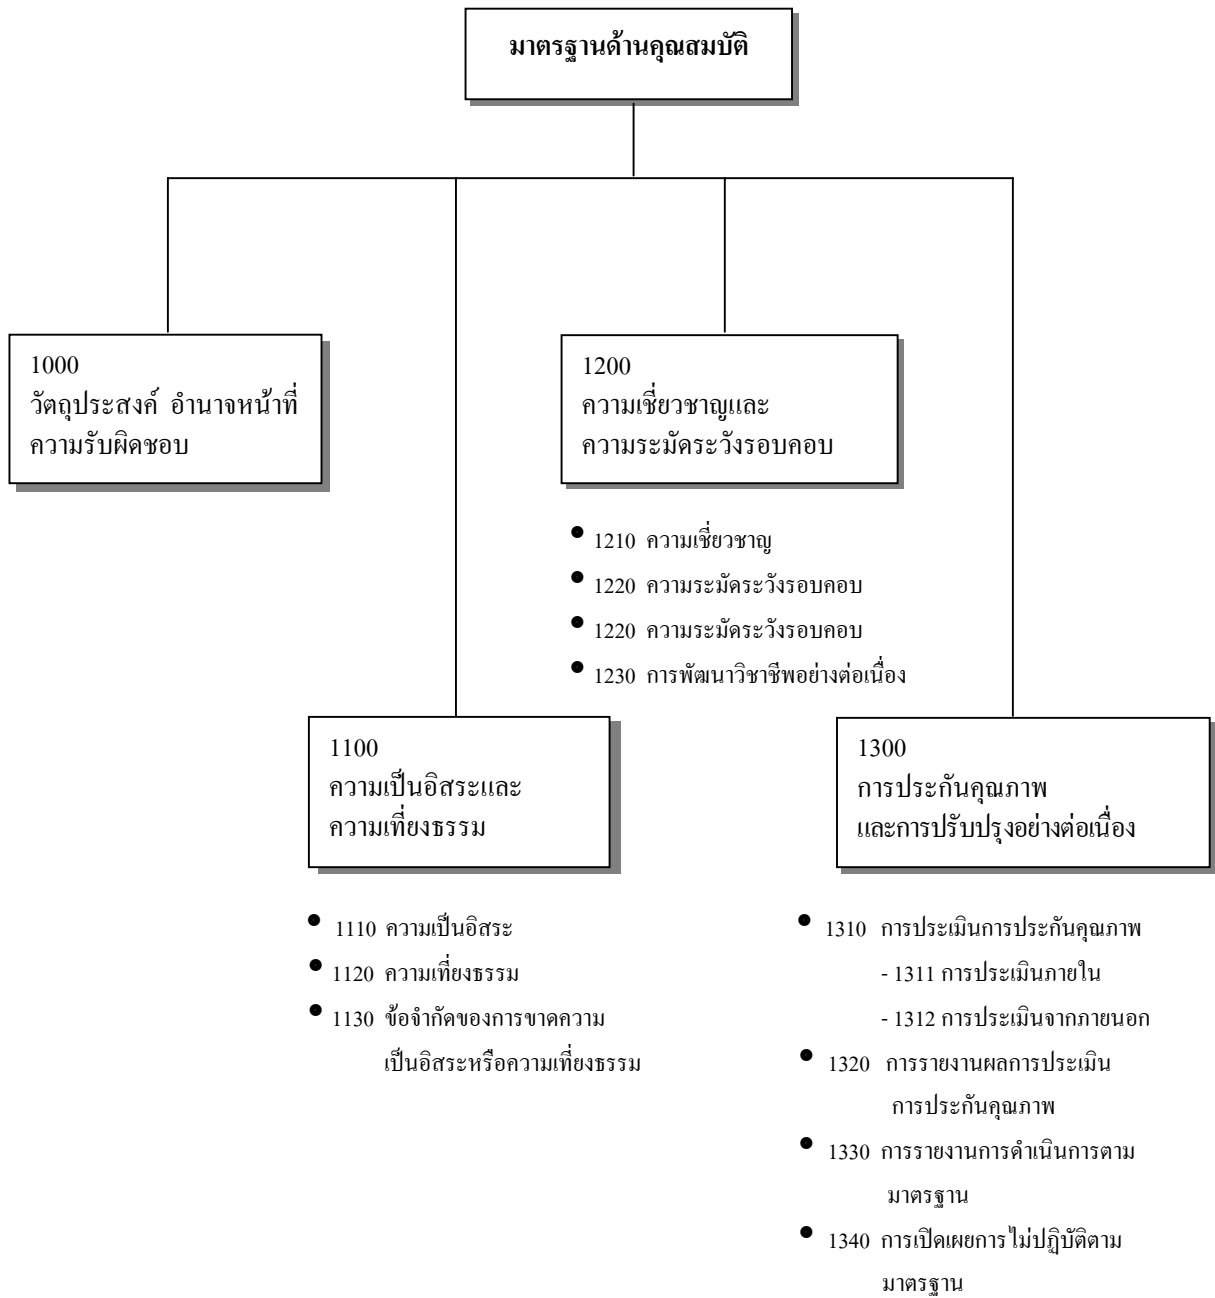 มาตรฐานด้านคุณสมบัติ
1000
วัตถุประสงค์ อำนาจหน้าที่
ความรับผิดชอบ
1200
ความเชี่ยวชาญและ
ความระมัดระวังรอบคอบ
1210 ความเชี่ยวชาญ
1220 ความระมัดระวังรอบคอบ
1220 ความระมัดระวังรอบคอบ
1230 การพัฒนาวิชาชีพอย่างต่อเนื่อง
1100
ความเป็นอิสระและ
ความเที่ยงธรรม
1110 ความเป็นอิสระ
1120 ความเที่ยงธรรม
1130 ข้อจำกัดของการขาดความ
เป็นอิสระหรือความเที่ยงธรรม
1300
การประกันคุณภาพ
และการปรับปรุงอย่างต่อเนื่อง
1310 การประเมินการประกันคุณภาพ
- 1311 การประเมินภายใน
- 1312 การประเมินจากภายนอก
1320 การรายงานผลการประเมิน
การประกันคุณภาพ
1330 การรายงานการดำเนินการตาม
มาตรฐาน
1340 การเปิดเผยการไม่ปฏิบัติตาม
มาตรฐาน